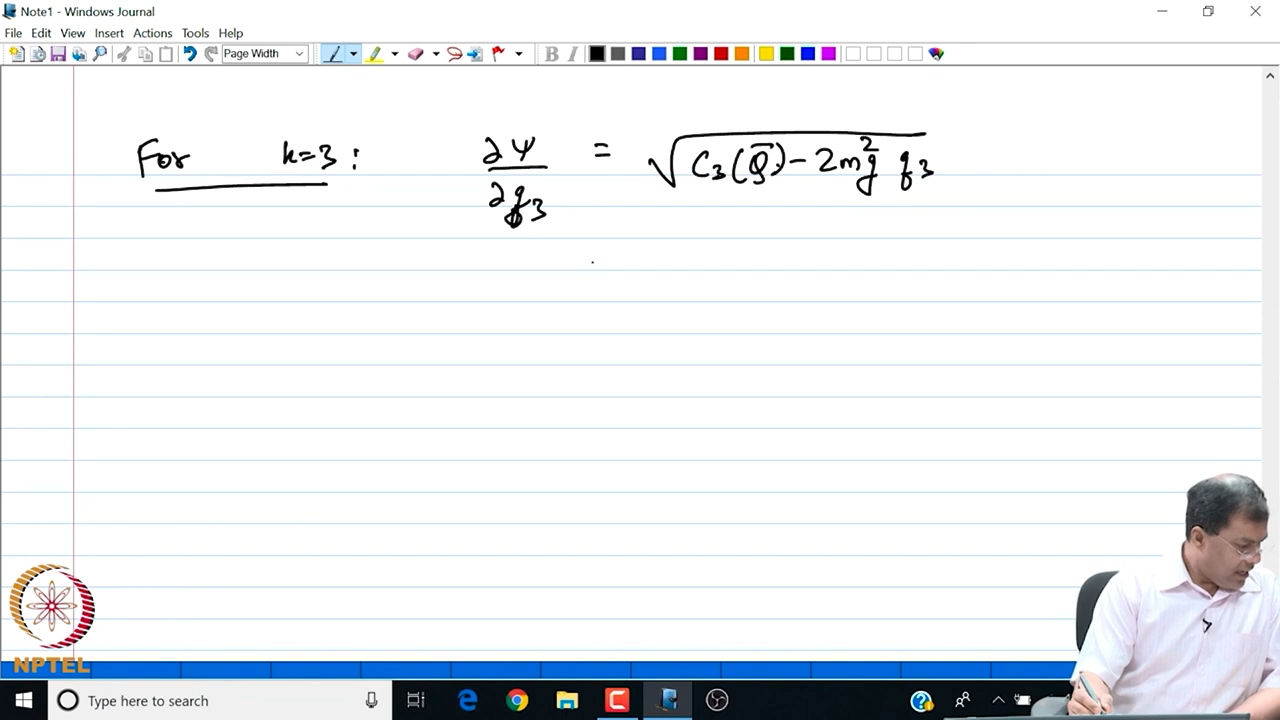 Note1 - Windows Journal
File Edit View Insert Actions Tools Help
Page Width B I
For k=3: ∂ψ/∂q₃ = √(C₃(Q̄) - 2m²g q₃)
NPTEL
Type here to search